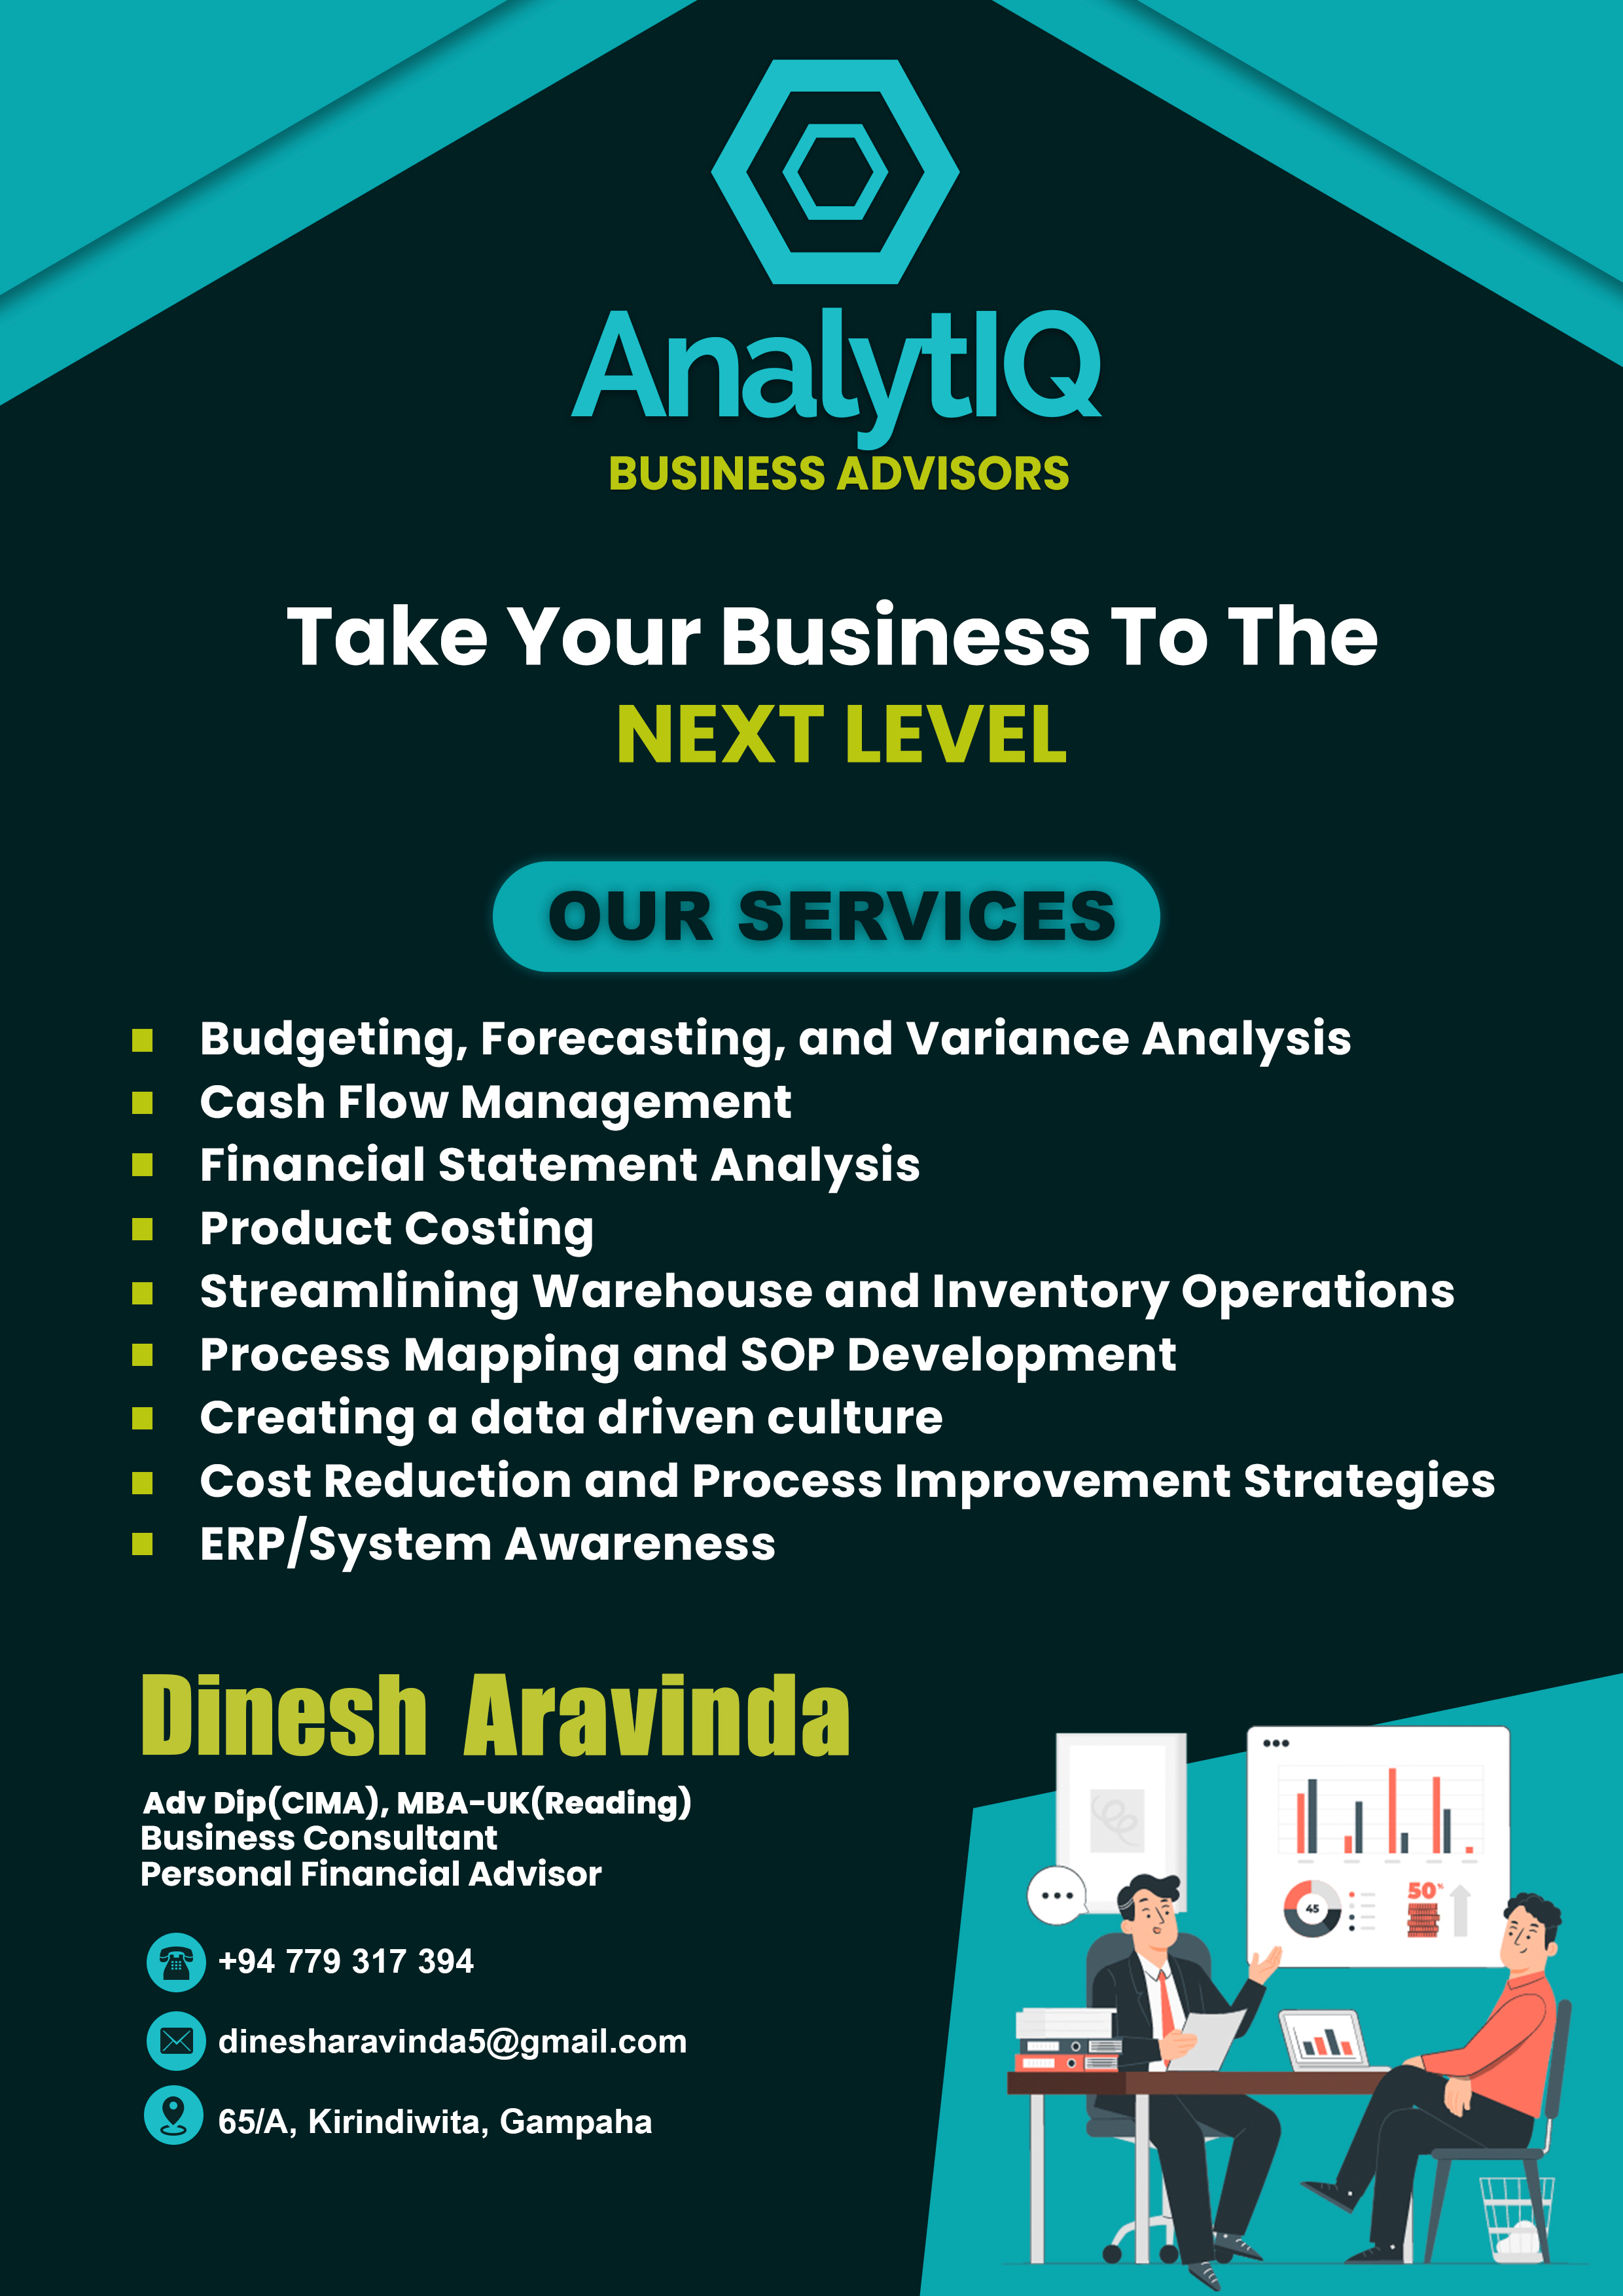 AnalytIQ
BUSINESS ADVISORS
Take Your Business To The
NEXT LEVEL
OUR SERVICES
Budgeting, Forecasting, and Variance Analysis
Cash Flow Management
Financial Statement Analysis
Product Costing
Streamlining Warehouse and Inventory Operations
Process Mapping and SOP Development
Creating a data driven culture
Cost Reduction and Process Improvement Strategies
ERP/System Awareness
Dinesh Aravinda
Adv Dip(CIMA), MBA-UK(Reading)
Business Consultant
Personal Financial Advisor
+94 779 317 394
dinesharavinda5@gmail.com
65/A, Kirindiwita, Gampaha
45
50%